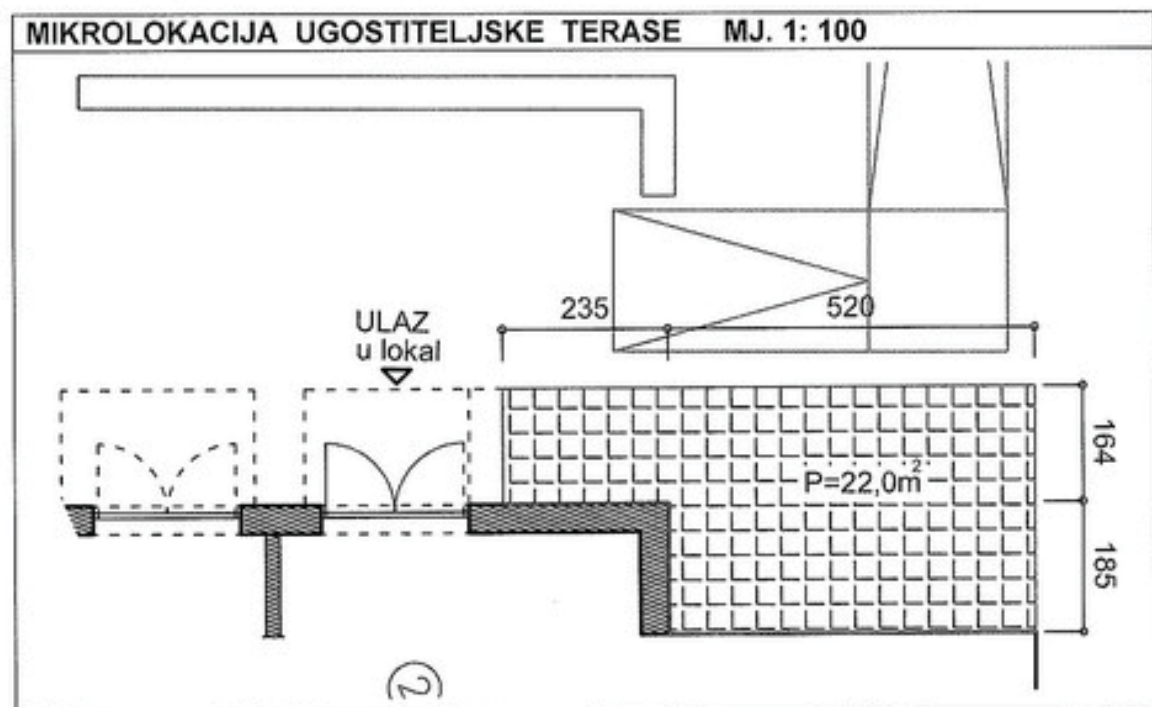 MIKROLOKACIJA UGOSTITELJSKE TERASE MJ. 1: 100
235
520
ULAZ
u lokal
164
P=22,0m²
185
2